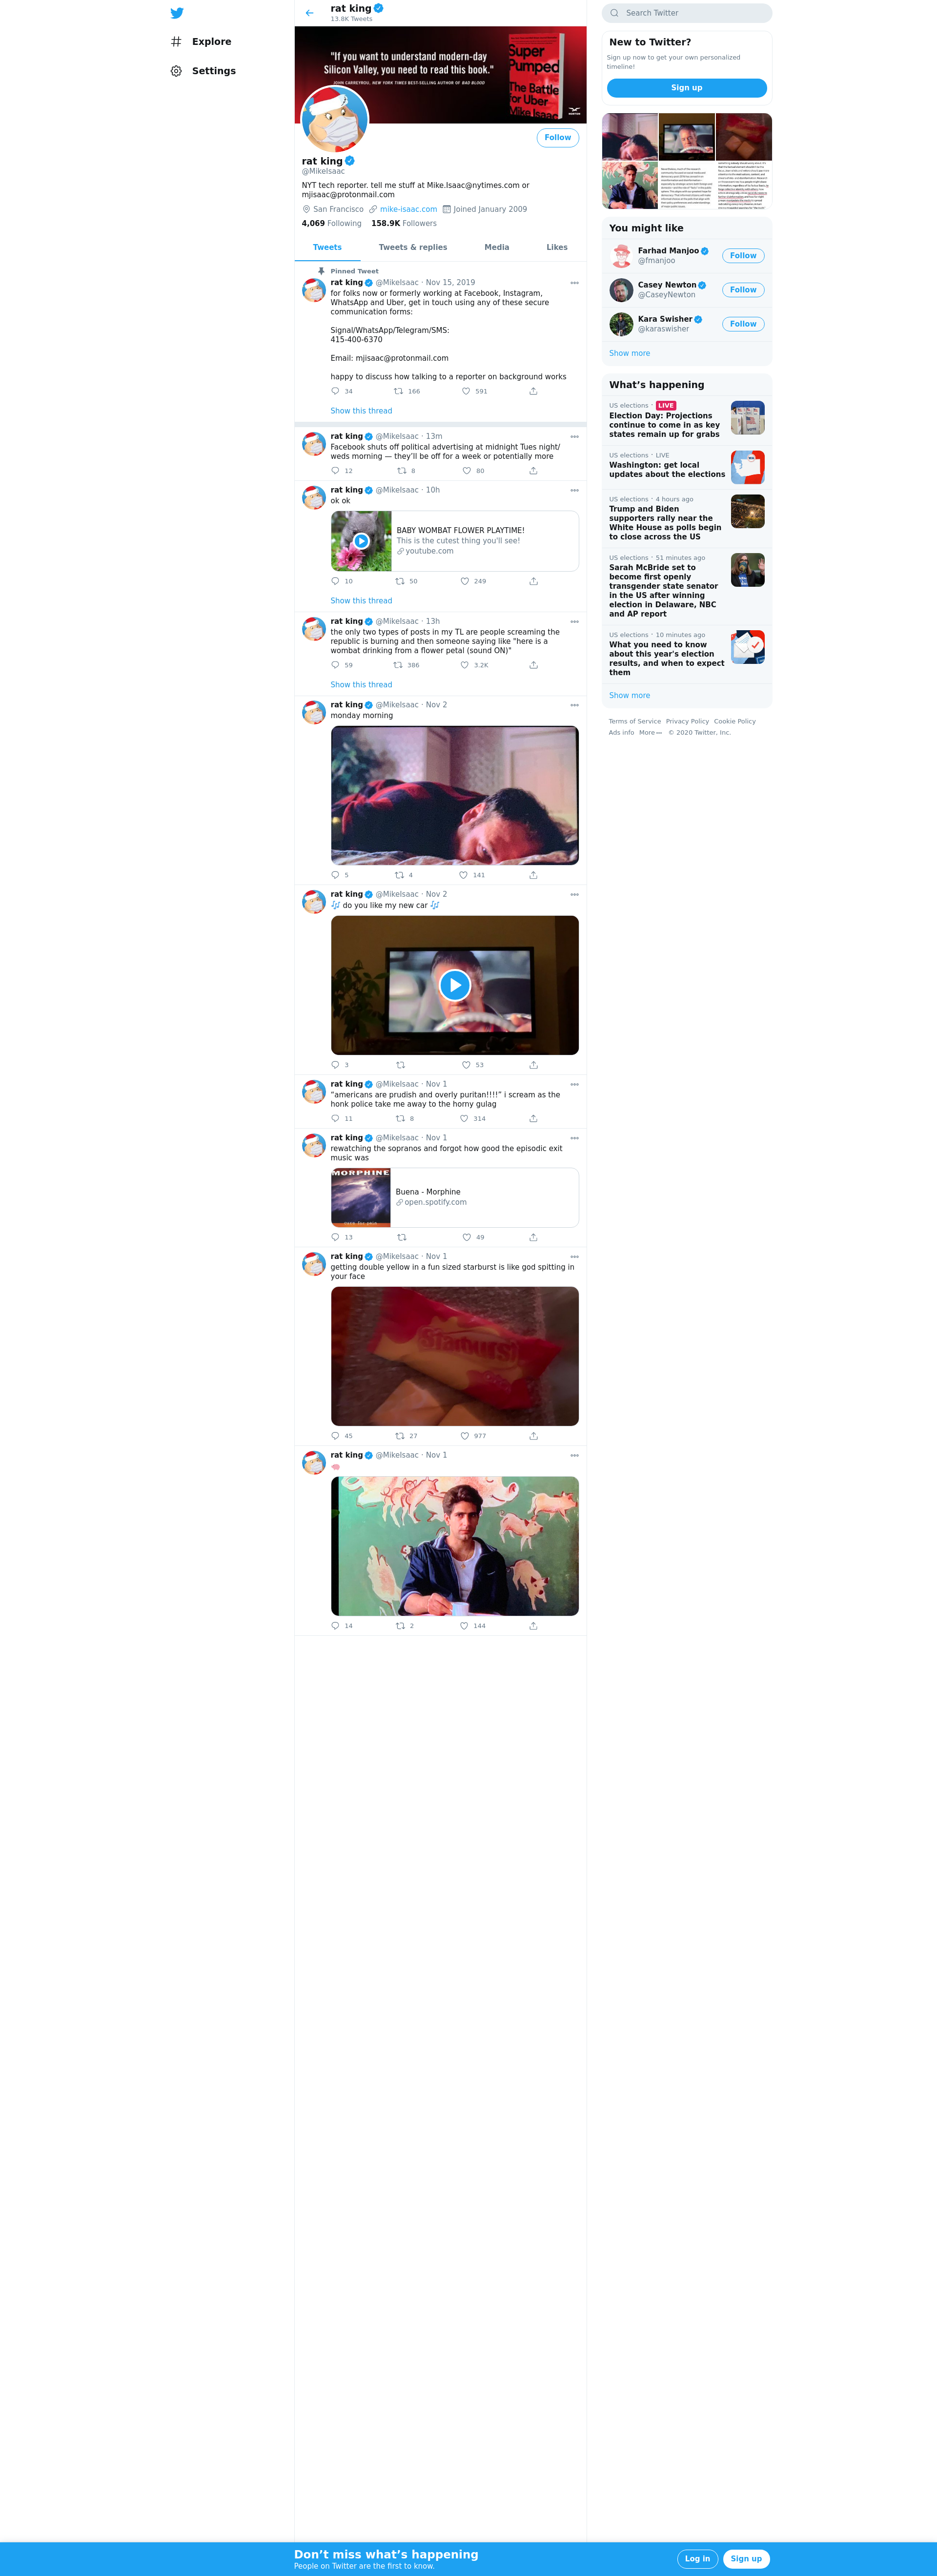 Explore
Settings
rat king
13.8K Tweets
"If you want to understand modern-day
Silicon Valley, you need to read this book."
JOHN CARREYROU, NEW YORK TIMES BEST-SELLING AUTHOR OF BAD BLOOD
Super
Pumped
The Battle
for Uber
Mike Isaac
NORTON
Follow
rat king
@MikeIsaac
NYT tech reporter. tell me stuff at Mike.Isaac@nytimes.com or
mjisaac@protonmail.com
San Francisco mike-isaac.com Joined January 2009
4,069 Following 158.9K Followers
Tweets Tweets & replies Media Likes
Pinned Tweet
rat king @MikeIsaac · Nov 15, 2019
for folks now or formerly working at Facebook, Instagram,
WhatsApp and Uber, get in touch using any of these secure
communication forms:
Signal/WhatsApp/Telegram/SMS:
415-400-6370
Email: mjisaac@protonmail.com
happy to discuss how talking to a reporter on background works
34 166 591
Show this thread
rat king @MikeIsaac · 13m
Facebook shuts off political advertising at midnight Tues night/
weds morning — they'll be off for a week or potentially more
12 8 80
rat king @MikeIsaac · 10h
ok ok
BABY WOMBAT FLOWER PLAYTIME!
This is the cutest thing you'll see!
youtube.com
10 50 249
Show this thread
rat king @MikeIsaac · 13h
the only two types of posts in my TL are people screaming the
republic is burning and then someone saying like "here is a
wombat drinking from a flower petal (sound ON)"
59 386 3.2K
Show this thread
rat king @MikeIsaac · Nov 2
monday morning
5 4 141
rat king @MikeIsaac · Nov 2
🎶 do you like my new car 🎶
3 53
rat king @MikeIsaac · Nov 1
"americans are prudish and overly puritan!!!!" i scream as the
honk police take me away to the horny gulag
11 8 314
rat king @MikeIsaac · Nov 1
rewatching the sopranos and forgot how good the episodic exit
music was
MORPHINE
Buena - Morphine
open.spotify.com
13 49
rat king @MikeIsaac · Nov 1
getting double yellow in a fun sized starburst is like god spitting in
your face
Starburst
45 27 977
rat king @MikeIsaac · Nov 1
14 2 144
Search Twitter
New to Twitter?
Sign up now to get your own personalized
timeline!
Sign up
You might like
Farhad Manjoo
@fmanjoo
Follow
Casey Newton
@CaseyNewton
Follow
Kara Swisher
@karaswisher
Follow
Show more
What's happening
US elections · LIVE
Election Day: Projections
continue to come in as key
states remain up for grabs
US elections · LIVE
Washington: get local
updates about the elections
US elections · 4 hours ago
Trump and Biden
supporters rally near the
White House as polls begin
to close across the US
US elections · 51 minutes ago
Sarah McBride set to
become first openly
transgender state senator
in the US after winning
election in Delaware, NBC
and AP report
US elections · 10 minutes ago
What you need to know
about this year's election
results, and when to expect
them
Show more
Terms of Service Privacy Policy Cookie Policy
Ads info More © 2020 Twitter, Inc.
Don't miss what's happening
People on Twitter are the first to know.
Log in
Sign up